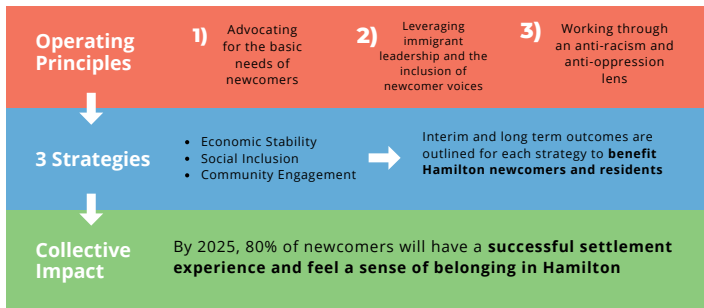 Operating
Principles
1)
Advocating
for the basic
needs of
newcomers
2)
Leveraging
immigrant
leadership and the
inclusion of
newcomer voices
3)
Working through
an anti-racism and
anti-oppression
lens
3 Strategies
• Economic Stability
• Social Inclusion
• Community Engagement
Interim and long term outcomes are
outlined for each strategy to benefit
Hamilton newcomers and residents
Collective
Impact
By 2025, 80% of newcomers will have a successful settlement
experience and feel a sense of belonging in Hamilton